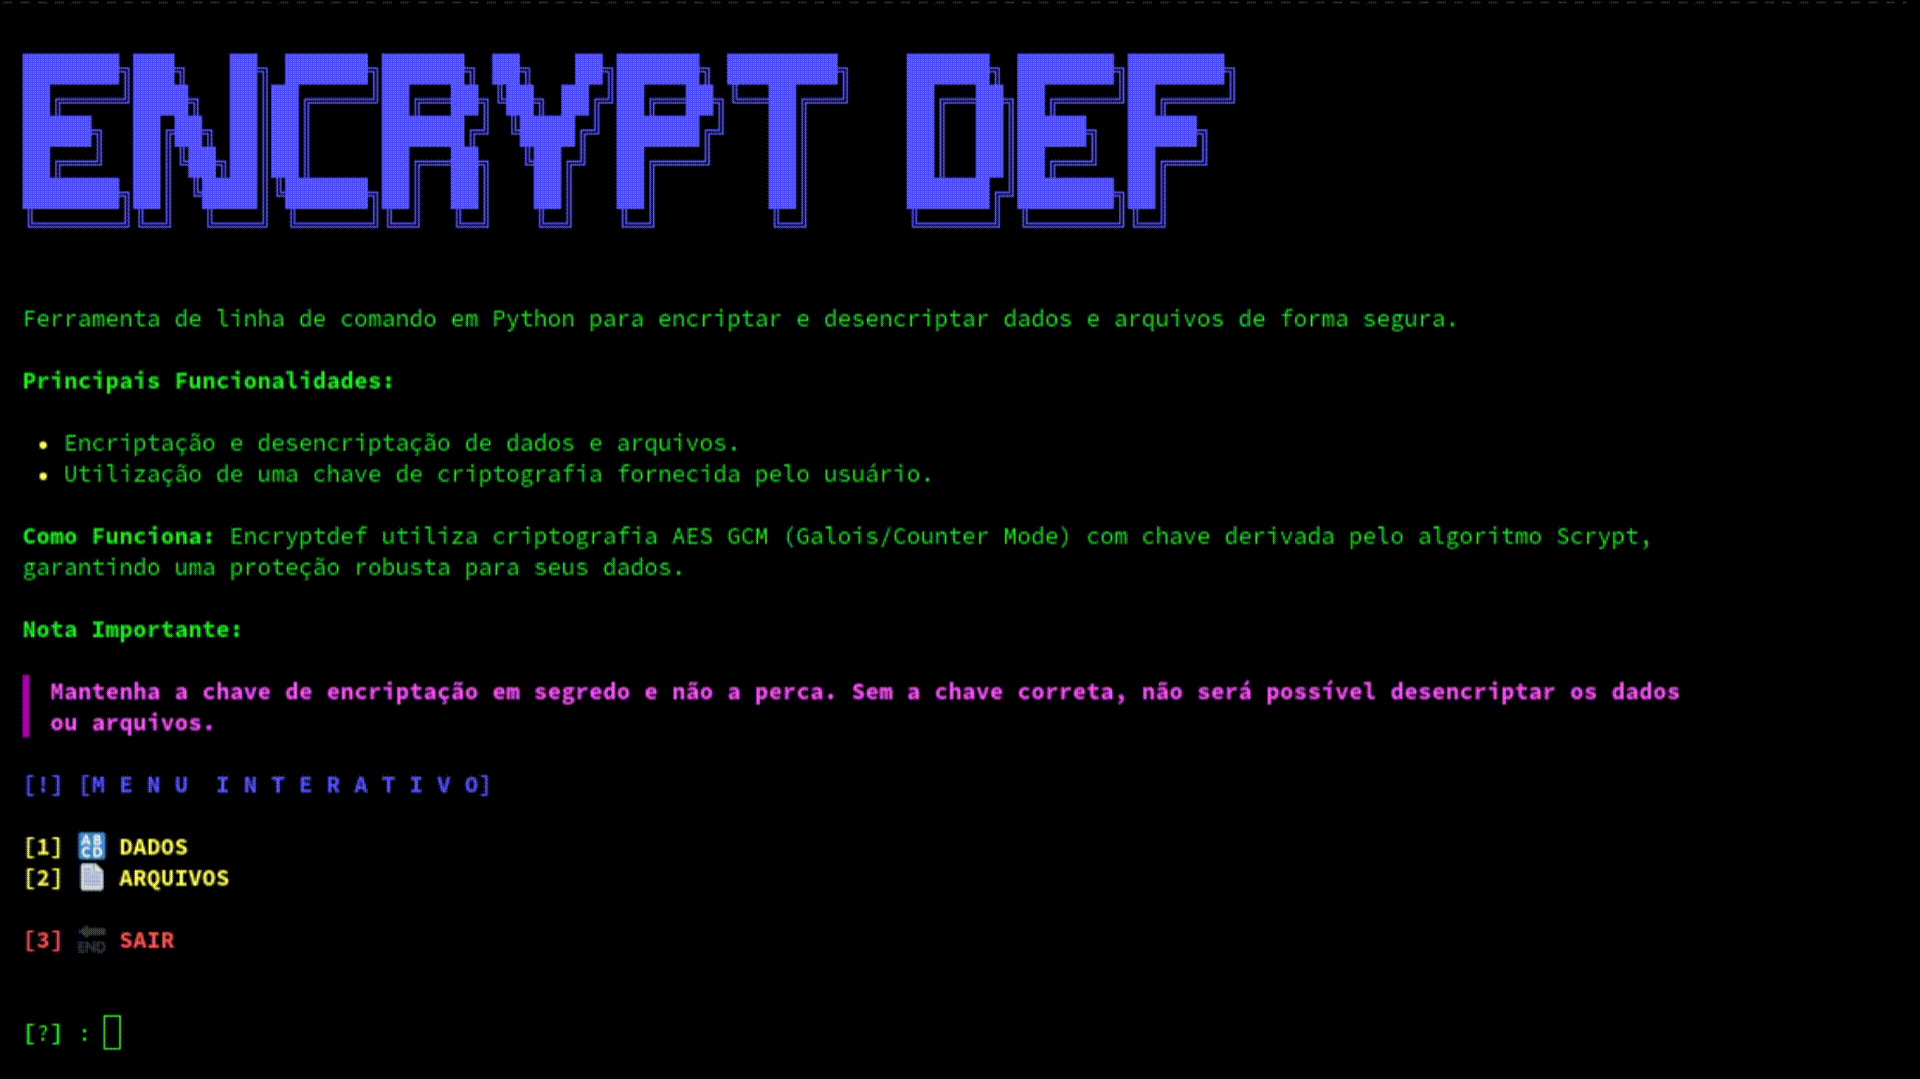 ENCRYPT DEF
Ferramenta de linha de comando em Python para encriptar e desencriptar dados e arquivos de forma segura.
Principais Funcionalidades:
• Encriptação e desencriptação de dados e arquivos.
• Utilização de uma chave de criptografia fornecida pelo usuário.
Como Funciona: Encryptdef utiliza criptografia AES GCM (Galois/Counter Mode) com chave derivada pelo algoritmo Scrypt,
garantindo uma proteção robusta para seus dados.
Nota Importante:
Mantenha a chave de encriptação em segredo e não a perca. Sem a chave correta, não será possível desencriptar os dados
ou arquivos.
[!] [M E N U  I N T E R A T I V O]
[1] 🔠 DADOS
[2] 📄 ARQUIVOS
[3] 🔚 SAIR
[?] :